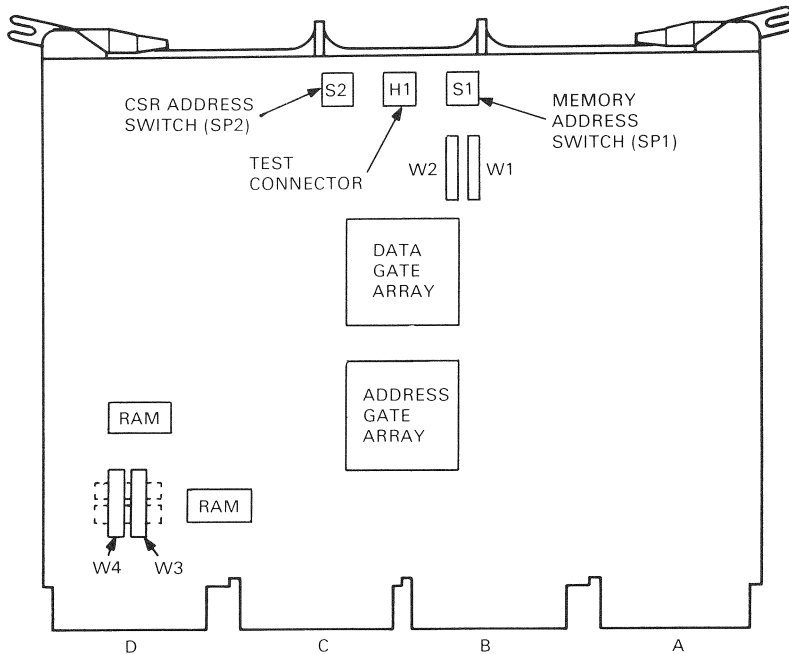 S2
H1
S1
CSR ADDRESS
SWITCH (SP2)
MEMORY
ADDRESS
SWITCH (SP1)
TEST
CONNECTOR
W2
W1
DATA
GATE
ARRAY
ADDRESS
GATE
ARRAY
RAM
RAM
W4
W3
D
C
B
A